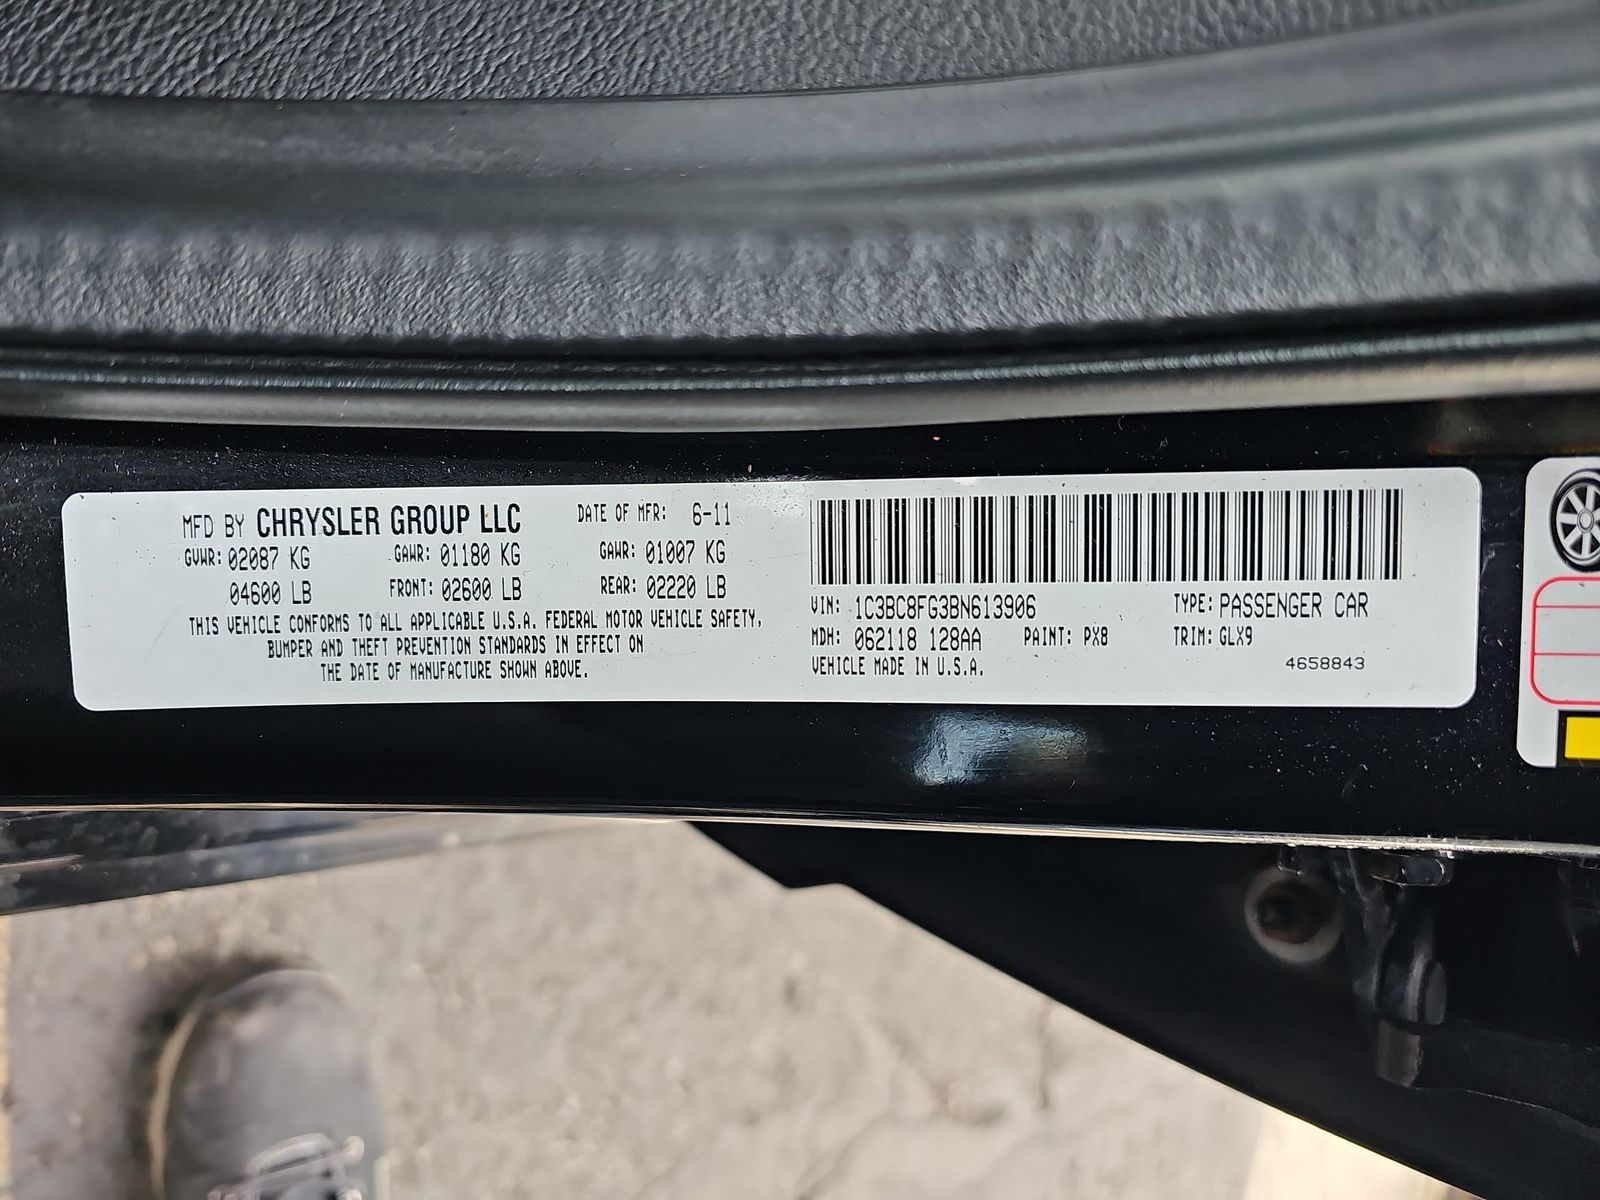 MFD BY CHRYSLER GROUP LLC DATE OF MFR: 6-11
GVWR: 02087 KG GAWR: 01180 KG GAWR: 01007 KG
04600 LB FRONT: 02600 LB REAR: 02220 LB
THIS VEHICLE CONFORMS TO ALL APPLICABLE U.S.A. FEDERAL MOTOR VEHICLE SAFETY,
BUMPER AND THEFT PREVENTION STANDARDS IN EFFECT ON
THE DATE OF MANUFACTURE SHOWN ABOVE.
VIN: 1C3BC8FG3BN613906 TYPE: PASSENGER CAR
MDH: 062118 128AA PAINT: PX8 TRIM: GLX9
VEHICLE MADE IN U.S.A. 4658843